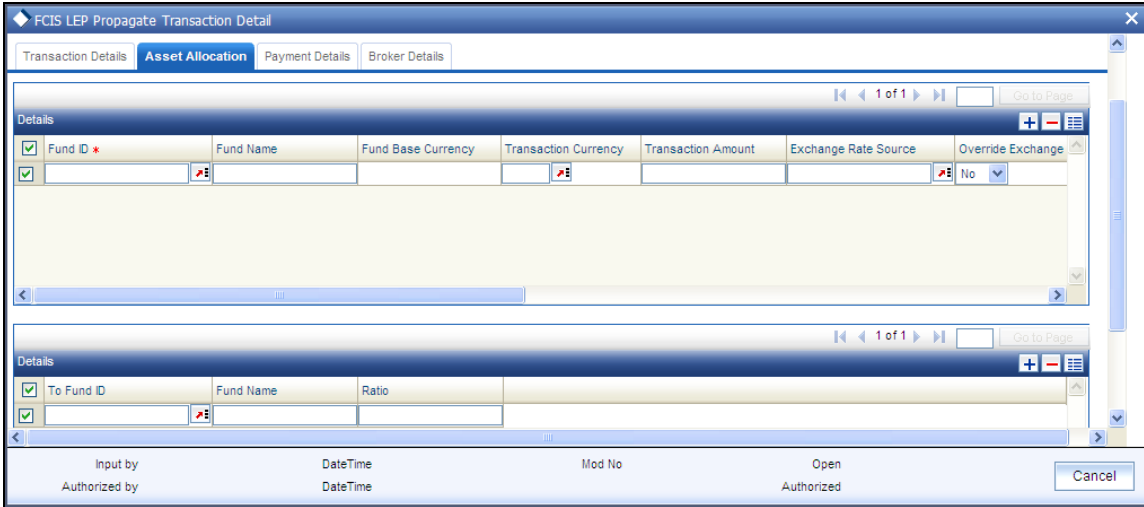 FCIS LEP Propagate Transaction Detail
Transaction Details Asset Allocation Payment Details Broker Details
1 of 1 Go to Page
Details
Fund ID * Fund Name Fund Base Currency Transaction Currency Transaction Amount Exchange Rate Source Override Exchange
No
1 of 1 Go to Page
Details
To Fund ID Fund Name Ratio
Input by DateTime Mod No Open
Authorized by DateTime Authorized
Cancel